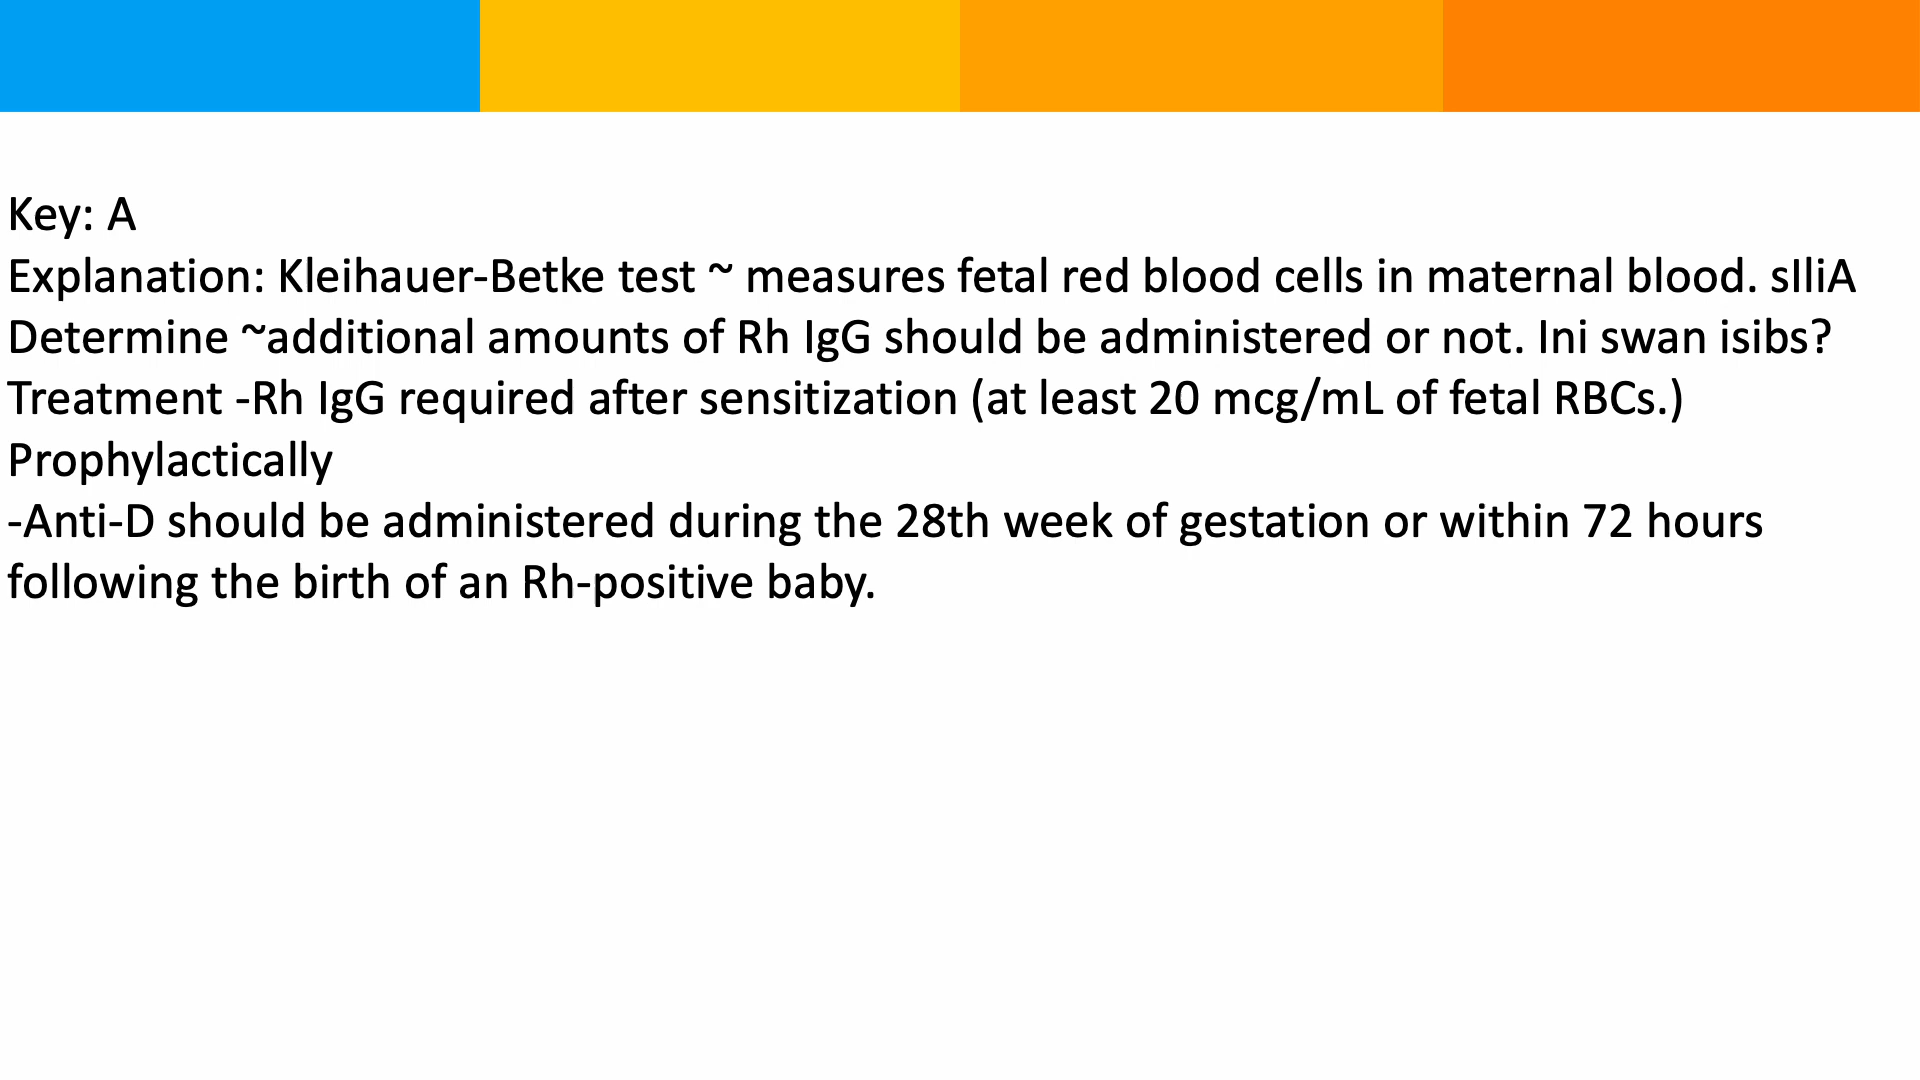 Key: A
Explanation: Kleihauer-Betke test ~ measures fetal red blood cells in maternal blood. sIliA
Determine ~additional amounts of Rh IgG should be administered or not. Ini swan isibs?
Treatment -Rh IgG required after sensitization (at least 20 mcg/mL of fetal RBCs.)
Prophylactically
-Anti-D should be administered during the 28th week of gestation or within 72 hours
following the birth of an Rh-positive baby.